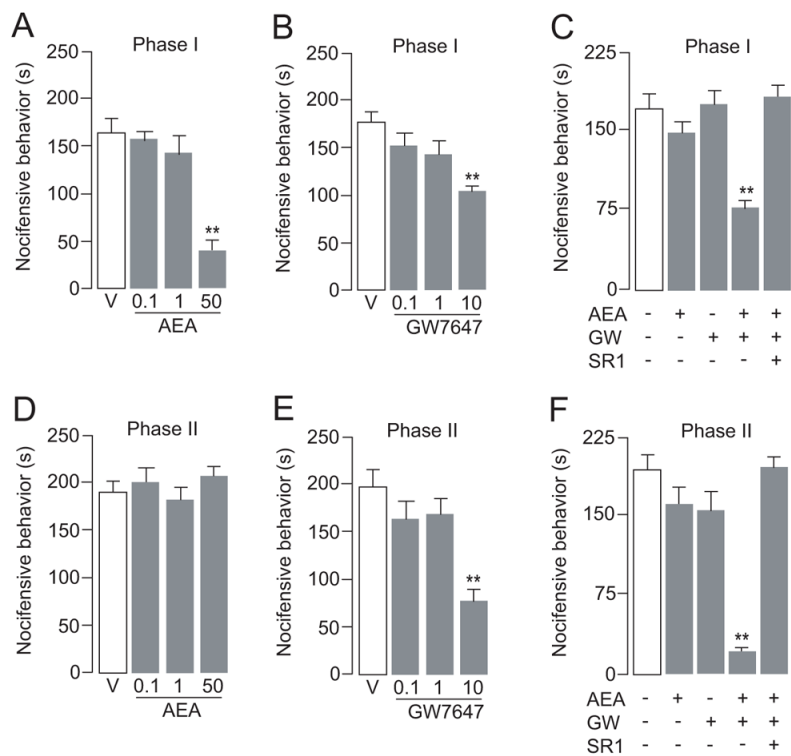 A
Phase I
Nocifensive behavior (s)
250
200
150
100
50
0
**
V 0.1 1 50
AEA
B
Phase I
Nocifensive behavior (s)
250
200
150
100
50
0
**
V 0.1 1 10
GW7647
C
Phase I
Nocifensive behavior (s)
225
150
75
0
**
AEA - + - + +
GW - - + + +
SR1 - - - - +
D
Phase II
Nocifensive behavior (s)
250
200
150
100
50
0
V 0.1 1 50
AEA
E
Phase II
Nocifensive behavior (s)
250
200
150
100
50
0
**
V 0.1 1 10
GW7647
F
Phase II
Nocifensive behavior (s)
225
150
75
0
**
AEA - + - + +
GW - - + + +
SR1 - - - - +